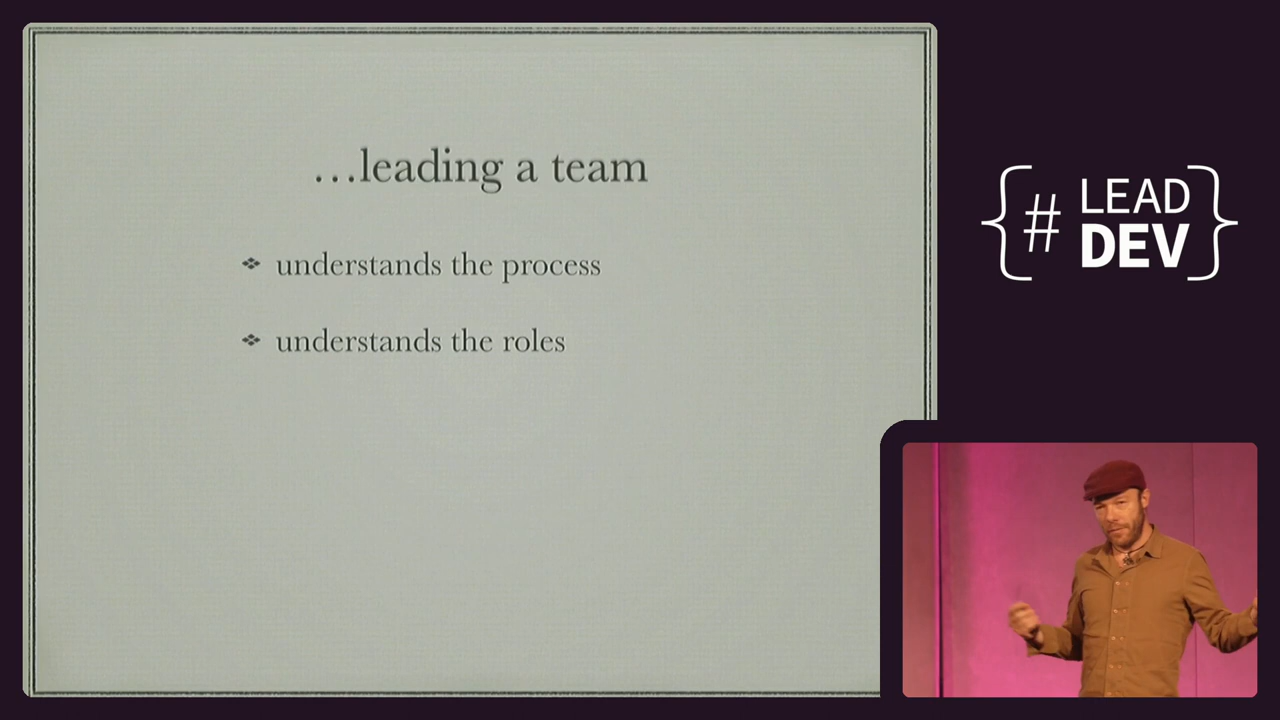 …leading a team
understands the process
understands the roles
{# LEAD
DEV}